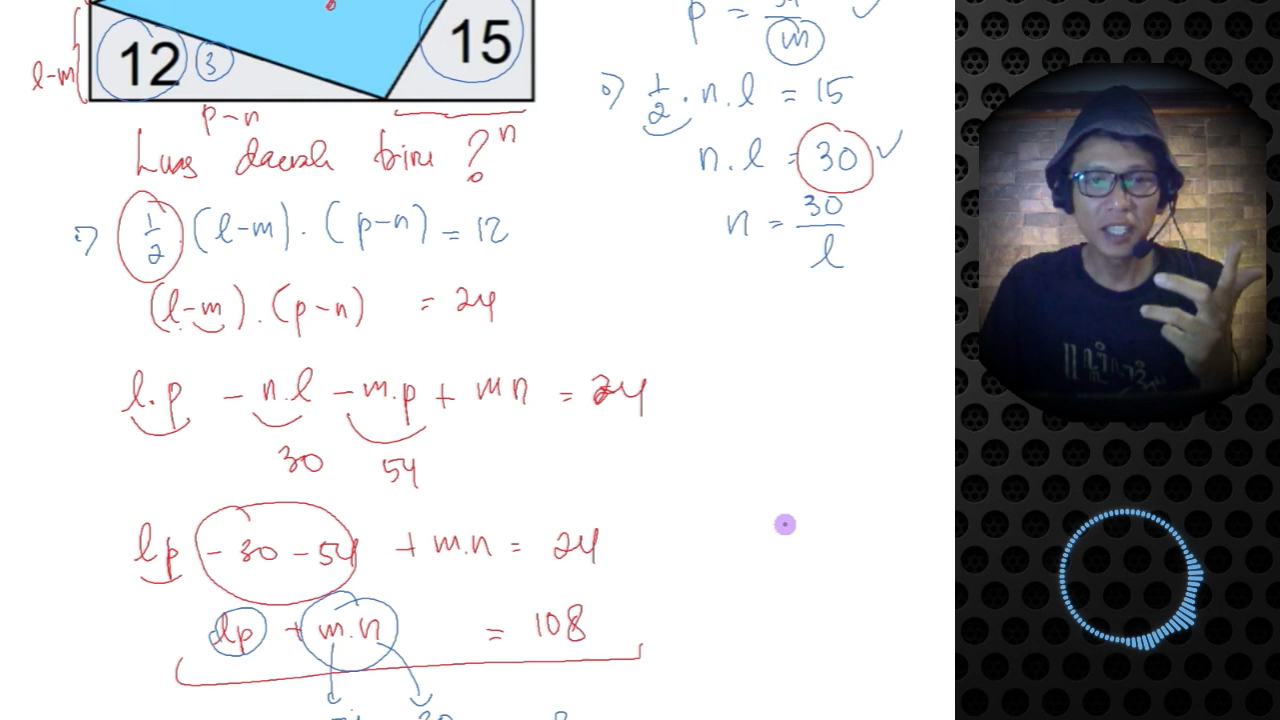 12 3 15
l-m
p-n
n
Luas daerah biru ?
p = 54/m
½ . n.l = 15
n.l = 30
n = 30/l
½ (l-m) . (p-n) = 12
(l-m) . (p-n) = 24
l.p - n.l - m.p + mn = 24
30 54
lp - 30 - 54 + m.n = 24
lp + m.n = 108